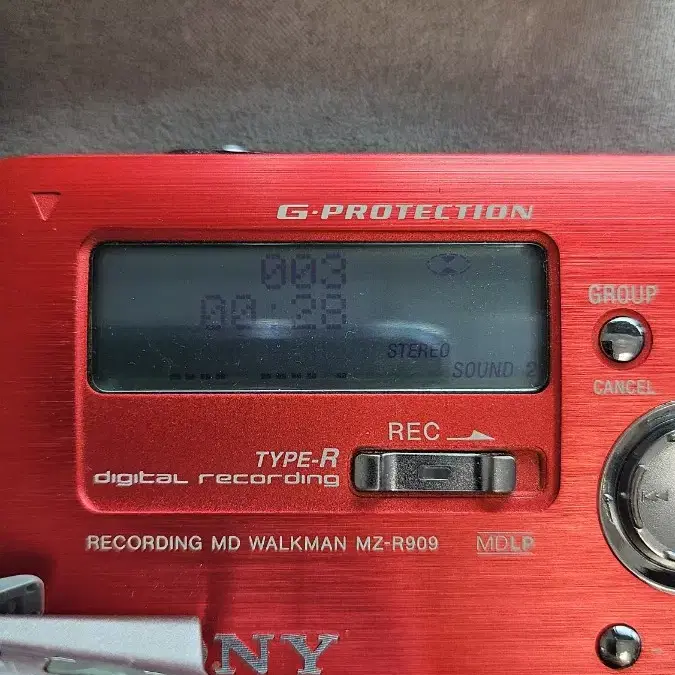 G-PROTECTION
003
00:28
STEREO
SOUND 2
GROUP
CANCEL
REC
TYPE-R
digital recording
RECORDING MD WALKMAN MZ-R909
MDLP